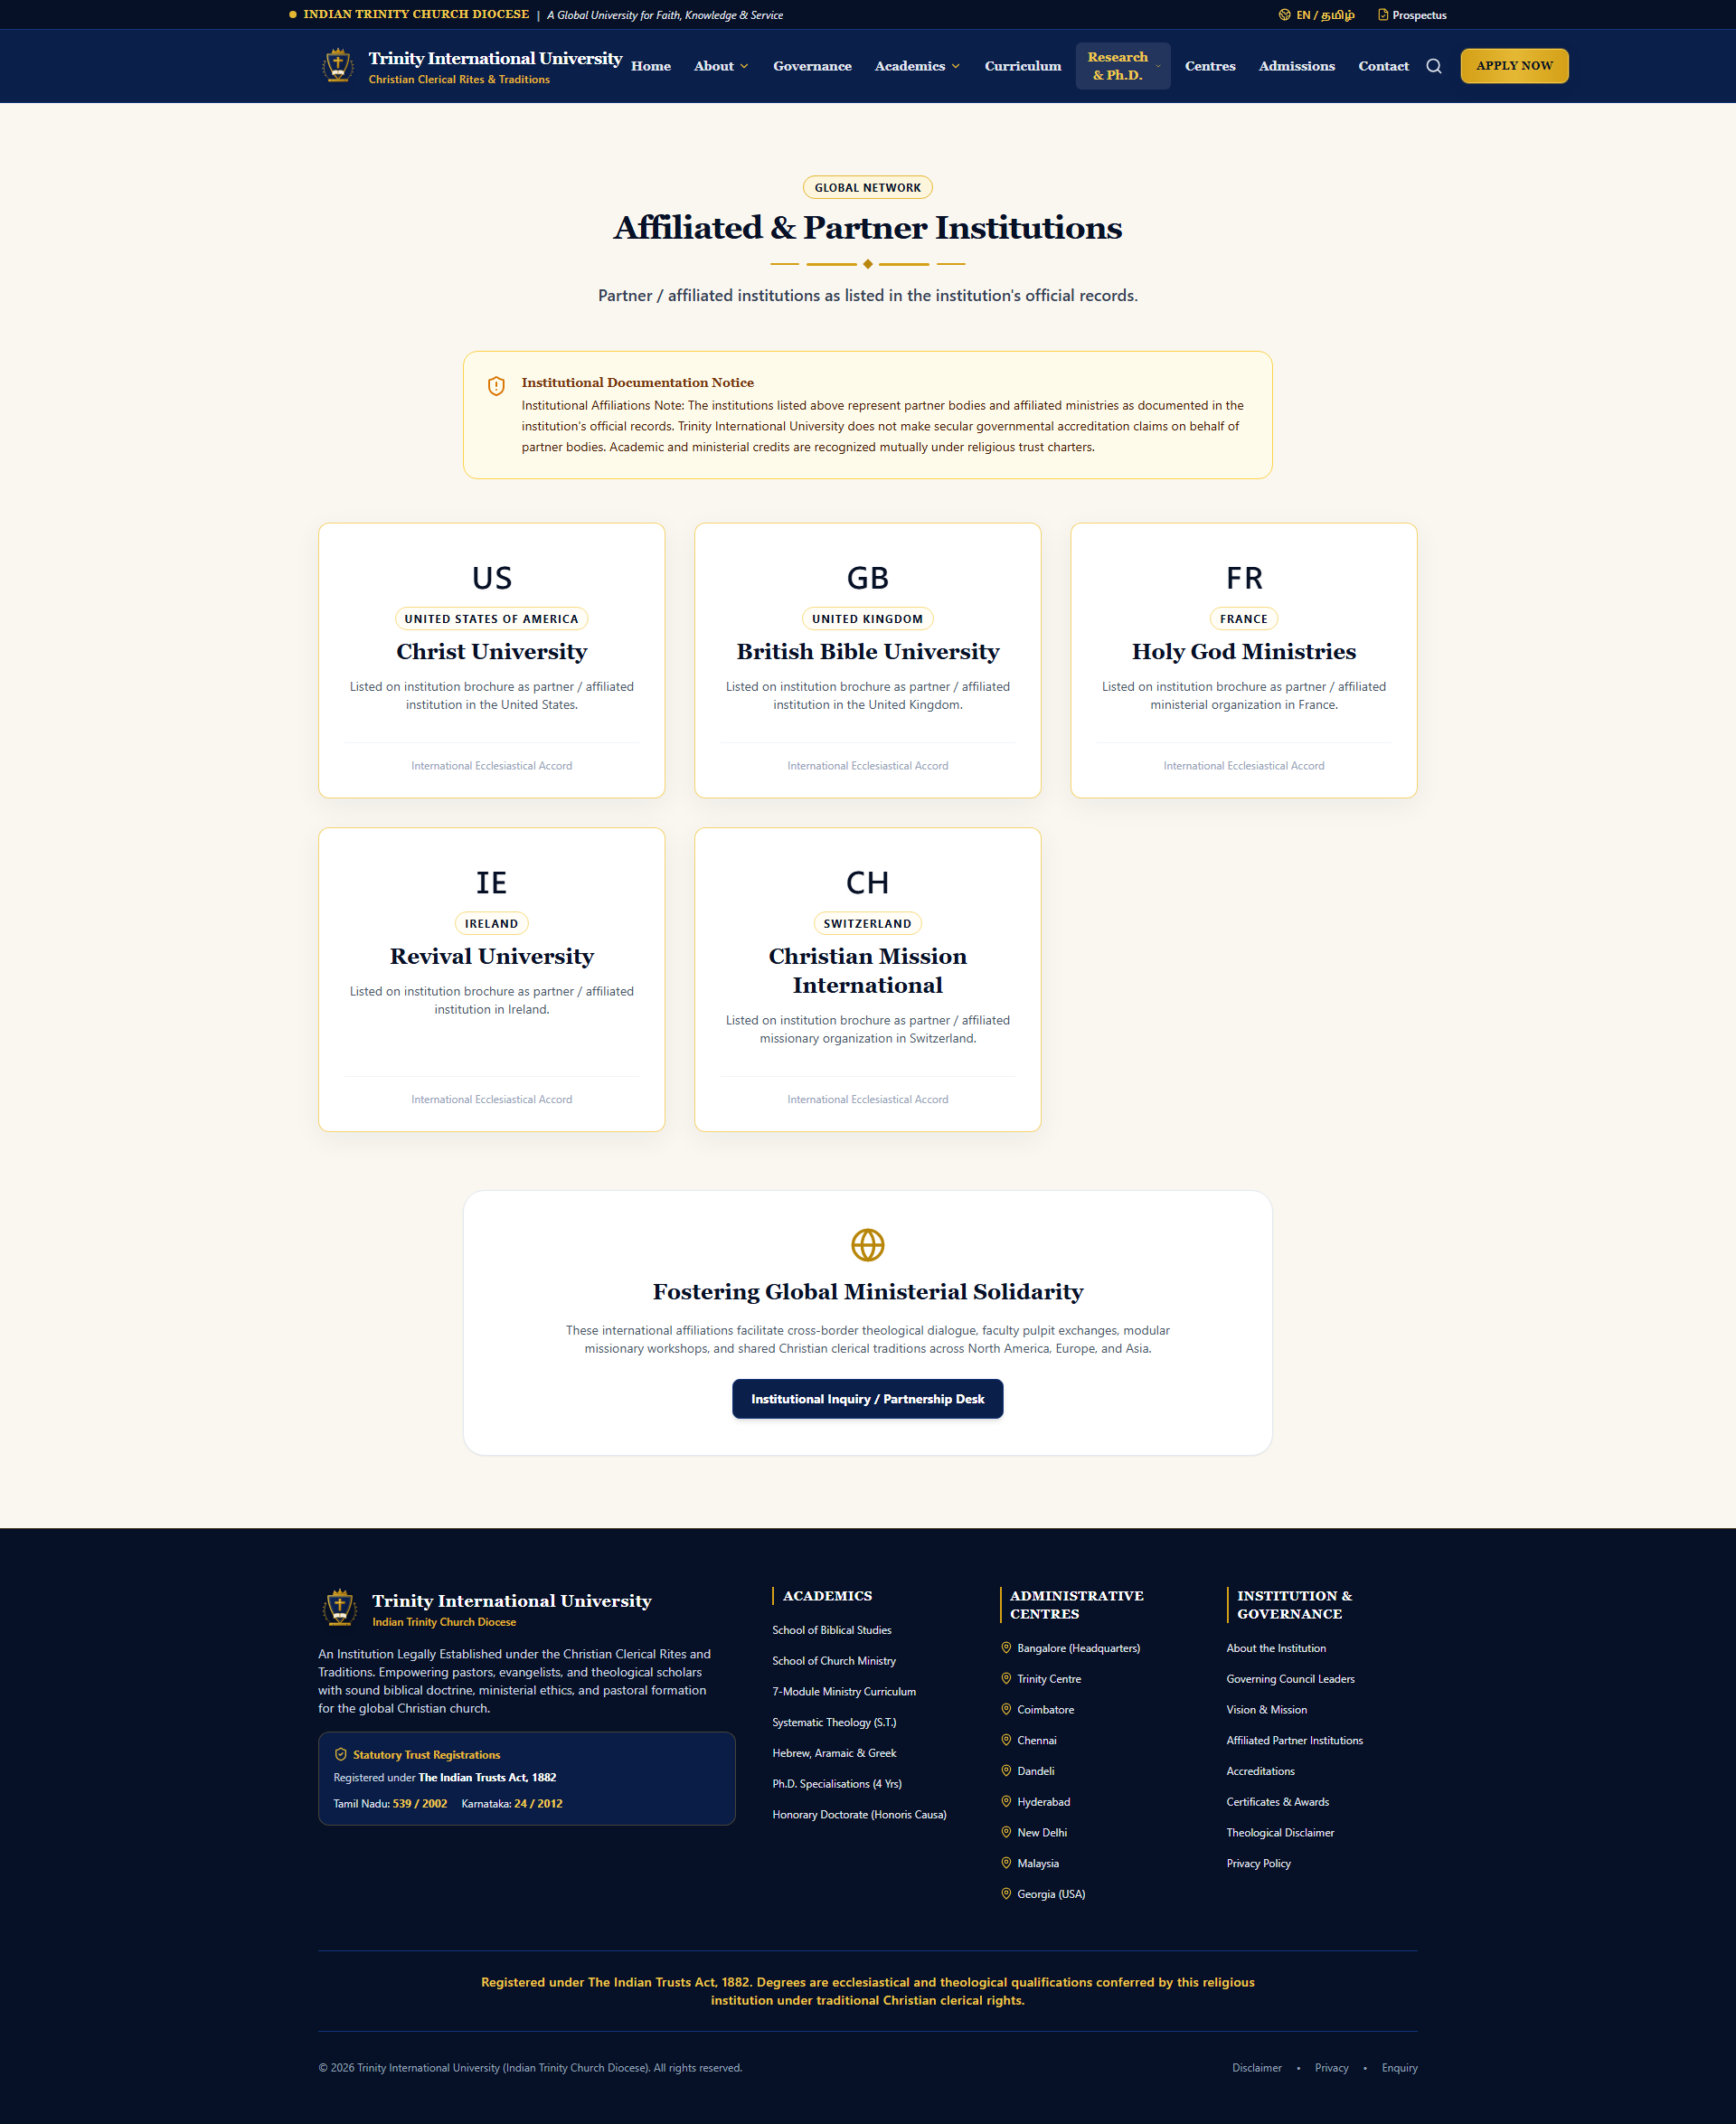 INDIAN TRINITY CHURCH DIOCESE | A Global University for Faith, Knowledge & Service
EN / தமிழ்
Prospectus
Trinity International University
Christian Clerical Rites & Traditions
Home
About
Governance
Academics
Curriculum
Research & Ph.D.
Centres
Admissions
Contact
APPLY NOW
GLOBAL NETWORK
Affiliated & Partner Institutions
Partner / affiliated institutions as listed in the institution's official records.
Institutional Documentation Notice
Institutional Affiliations Note: The institutions listed above represent partner bodies and affiliated ministries as documented in the
institution's official records. Trinity International University does not make secular governmental accreditation claims on behalf of
partner bodies. Academic and ministerial credits are recognized mutually under religious trust charters.
US
UNITED STATES OF AMERICA
Christ University
Listed on institution brochure as partner / affiliated
institution in the United States.
International Ecclesiastical Accord
GB
UNITED KINGDOM
British Bible University
Listed on institution brochure as partner / affiliated
institution in the United Kingdom.
International Ecclesiastical Accord
FR
FRANCE
Holy God Ministries
Listed on institution brochure as partner / affiliated
ministerial organization in France.
International Ecclesiastical Accord
IE
IRELAND
Revival University
Listed on institution brochure as partner / affiliated
institution in Ireland.
International Ecclesiastical Accord
CH
SWITZERLAND
Christian Mission
International
Listed on institution brochure as partner / affiliated
missionary organization in Switzerland.
International Ecclesiastical Accord
Fostering Global Ministerial Solidarity
These international affiliations facilitate cross-border theological dialogue, faculty pulpit exchanges, modular
missionary workshops, and shared Christian clerical traditions across North America, Europe, and Asia.
Institutional Inquiry / Partnership Desk
Trinity International University
Indian Trinity Church Diocese
An Institution Legally Established under the Christian Clerical Rites and
Traditions. Empowering pastors, evangelists, and theological scholars
with sound biblical doctrine, ministerial ethics, and pastoral formation
for the global Christian church.
Statutory Trust Registrations
Registered under The Indian Trusts Act, 1882
Tamil Nadu: 539 / 2002 Karnataka: 24 / 2012
ACADEMICS
School of Biblical Studies
School of Church Ministry
7-Module Ministry Curriculum
Systematic Theology (S.T.)
Hebrew, Aramaic & Greek
Ph.D. Specialisations (4 Yrs)
Honorary Doctorate (Honoris Causa)
ADMINISTRATIVE
CENTRES
Bangalore (Headquarters)
Trinity Centre
Coimbatore
Chennai
Dandeli
Hyderabad
New Delhi
Malaysia
Georgia (USA)
INSTITUTION &
GOVERNANCE
About the Institution
Governing Council Leaders
Vision & Mission
Affiliated Partner Institutions
Accreditations
Certificates & Awards
Theological Disclaimer
Privacy Policy
Registered under The Indian Trusts Act, 1882. Degrees are ecclesiastical and theological qualifications conferred by this religious
institution under traditional Christian clerical rights.
© 2026 Trinity International University (Indian Trinity Church Diocese). All rights reserved.
Disclaimer • Privacy • Enquiry